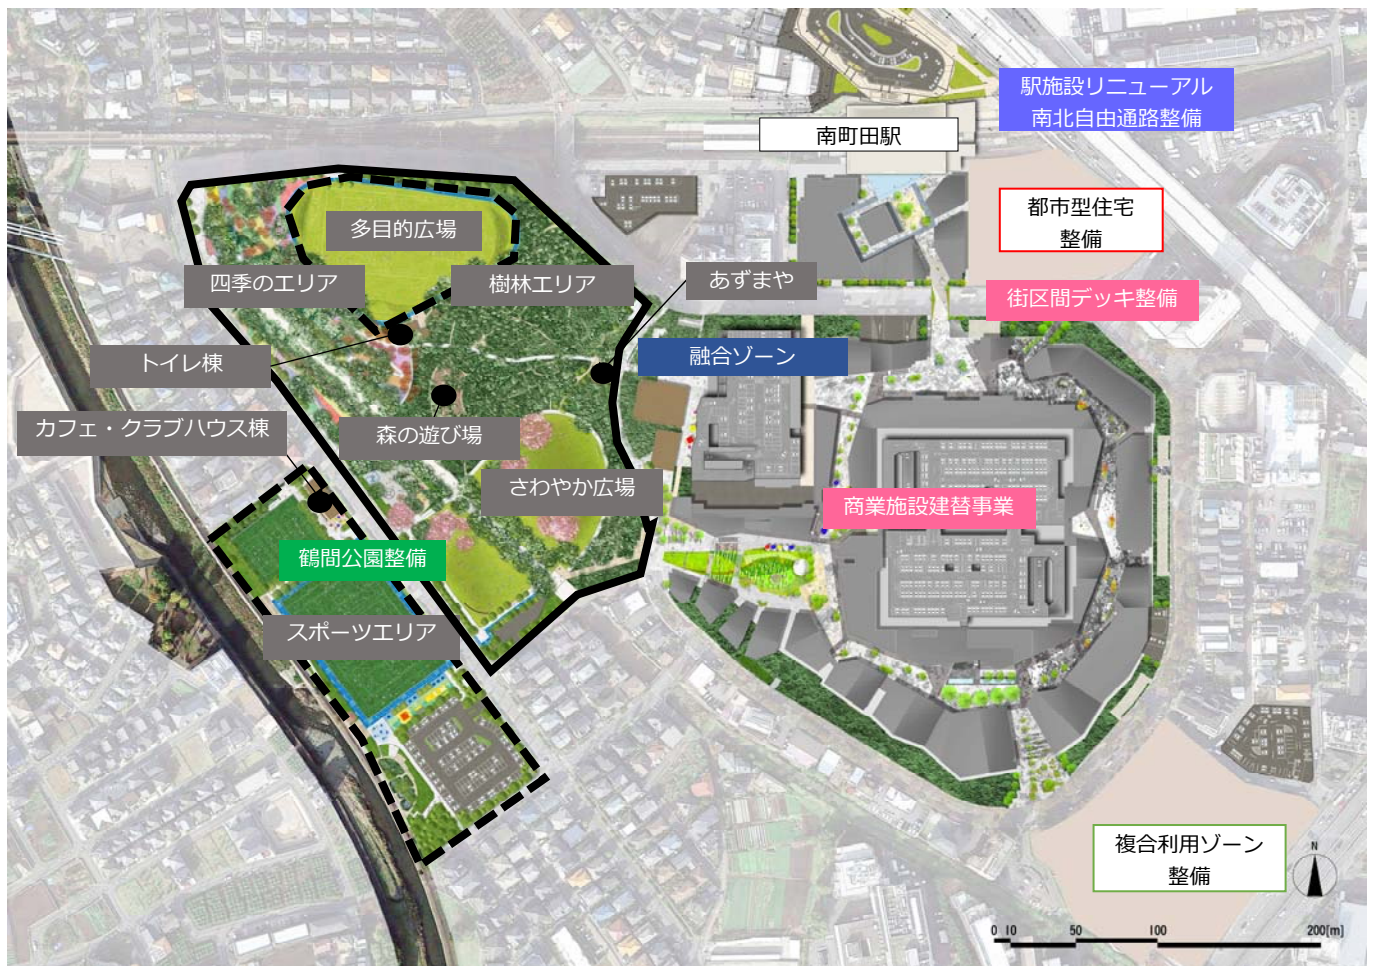 駅施設リニューアル
南北自由通路整備
南町田駅
都市型住宅
整備
多目的広場
四季のエリア
樹林エリア
あずまや
街区間デッキ整備
トイレ棟
融合ゾーン
カフェ・クラブハウス棟
森の遊び場
さわやか広場
商業施設建替事業
鶴間公園整備
スポーツエリア
複合利用ゾーン
整備
N
0 10 50 100 200[m]